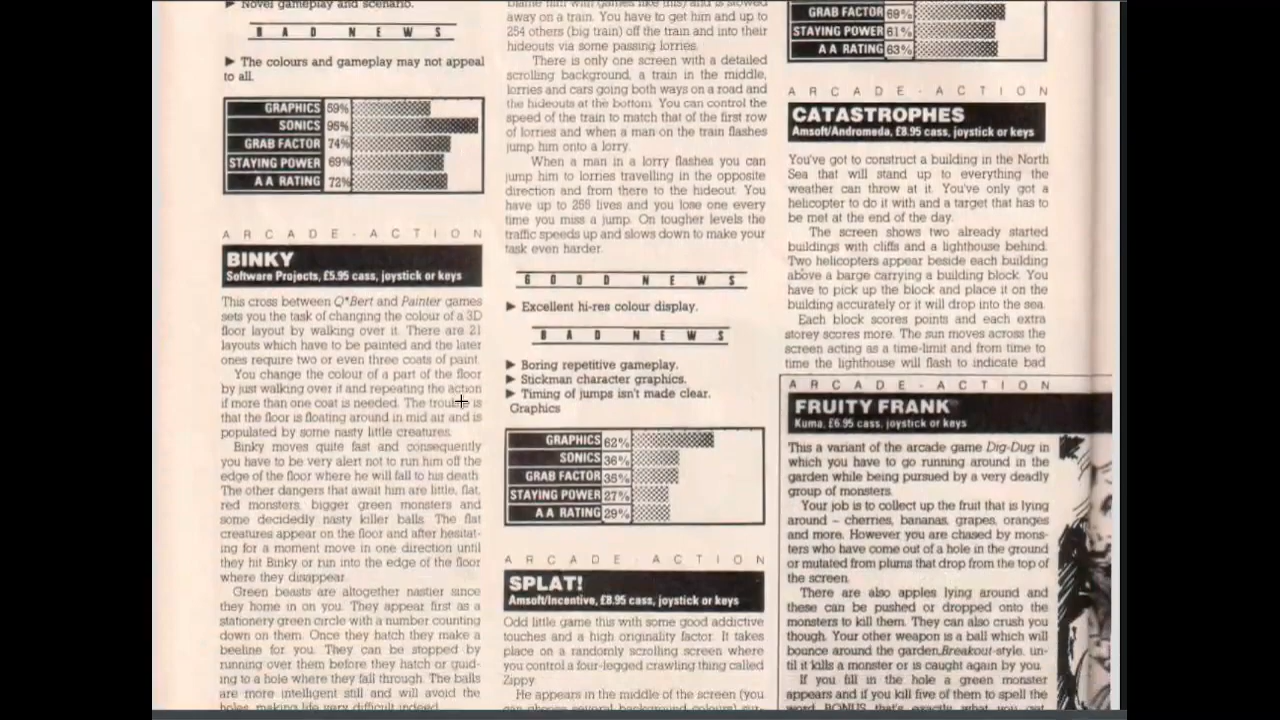 Novel gameplay and scenario.
B A D N E W S
► The colours and gameplay may not appeal
to all.
GRAPHICS 59%
SONICS 95%
GRAB FACTOR 74%
STAYING POWER 69%
A A RATING 72%
A R C A D E - A C T I O N
BINKY
Software Projects, £5.95 cass, joystick or keys
This cross between Q*Bert and Painter games
sets you the task of changing the colour of a 3D
floor layout by walking over it. There are 21
layouts which have to be painted and the later
ones require two or even three coats of paint.
You change the colour of a part of the floor
by just walking over it and repeating the action
if more than one coat is needed. The trouble is
that the floor is floating around in mid air and is
populated by some nasty little creatures.
Binky moves quite fast and consequently
you have to be very alert not to run him off the
edge of the floor where he will fall to his death.
The other dangers that await him are little, flat,
red monsters, bigger green monsters and
some decidedly nasty killer balls. The flat
creatures appear on the floor and after hesitat-
ing for a moment move in one direction until
they hit Binky or run into the edge of the floor
where they disappear.
Green beasts are altogether nastier since
they home in on you. They appear first as a
stationery green circle with a number counting
down on them. Once they hatch they make a
beeline for you. They can be stopped by
running over them before they hatch or guid-
ing to a hole where they fall through. The balls
are more intelligent still and will avoid the
holes, making life very difficult indeed.
blame him with games like this) and is stowed
away on a train. You have to get him and up to
254 others (big train) off the train and into their
hideouts via some passing lorries.
There is only one screen with a detailed
scrolling background, a train in the middle,
lorries and cars going both ways on a road and
the hideouts at the bottom. You can control the
speed of the train to match that of the first row
of lorries and when a man on the train flashes
jump him onto a lorry.
When a man in a lorry flashes you can
jump him to lorries travelling in the opposite
direction and from there to the hideout. You
have up to 255 lives and you lose one every
time you miss a jump. On tougher levels the
traffic speeds up and slows down to make your
task even harder.
G O O D N E W S
► Excellent hi-res colour display.
B A D N E W S
► Boring repetitive gameplay.
► Stickman character graphics.
► Timing of jumps isn't made clear.
Graphics
GRAPHICS 62%
SONICS 36%
GRAB FACTOR 35%
STAYING POWER 27%
A A RATING 29%
A R C A D E - A C T I O N
SPLAT!
Amsoft/Incentive, £8.95 cass, joystick or keys
Odd little game this with some good addictive
touches and a high originality factor. It takes
place on a randomly scrolling screen where
you control a four-legged crawling thing called
Zippy.
He appears in the middle of the screen (you
can choose several background colours) sur-
GRAB FACTOR 69%
STAYING POWER 61%
A A RATING 63%
A R C A D E - A C T I O N
CATASTROPHES
Amsoft/Andromeda, £8.95 cass, joystick or keys
You've got to construct a building in the North
Sea that will stand up to everything the
weather can throw at it. You've only got a
helicopter to do it with and a target that has to
be met at the end of the day.
The screen shows two already started
buildings with cliffs and a lighthouse behind.
Two helicopters appear beside each building
above a barge carrying a building block. You
have to pick up the block and place it on the
building accurately or it will drop into the sea.
Each block scores points and each extra
storey scores more. The sun moves across the
screen acting as a time-limit and from time to
time the lighthouse will flash to indicate bad
A R C A D E - A C T I O N
FRUITY FRANK
Kuma, £6.95 cass, joystick or keys
This a variant of the arcade game Dig-Dug in
which you have to go running around in the
garden while being pursued by a very deadly
group of monsters.
Your job is to collect up the fruit that is lying
around – cherries, bananas, grapes, oranges
and more. However you are chased by mons-
ters who have come out of a hole in the ground
or mutated from plums that drop from the top of
the screen.
There are also apples lying around and
these can be pushed or dropped onto the
monsters to kill them. They can also crush you
though. Your other weapon is a ball which will
bounce around the garden, Breakout-style, un-
til it kills a monster or is caught again by you.
If you fill in the hole a green monster
appears and if you kill five of them to spell the
word BONUS that's exactly what you get